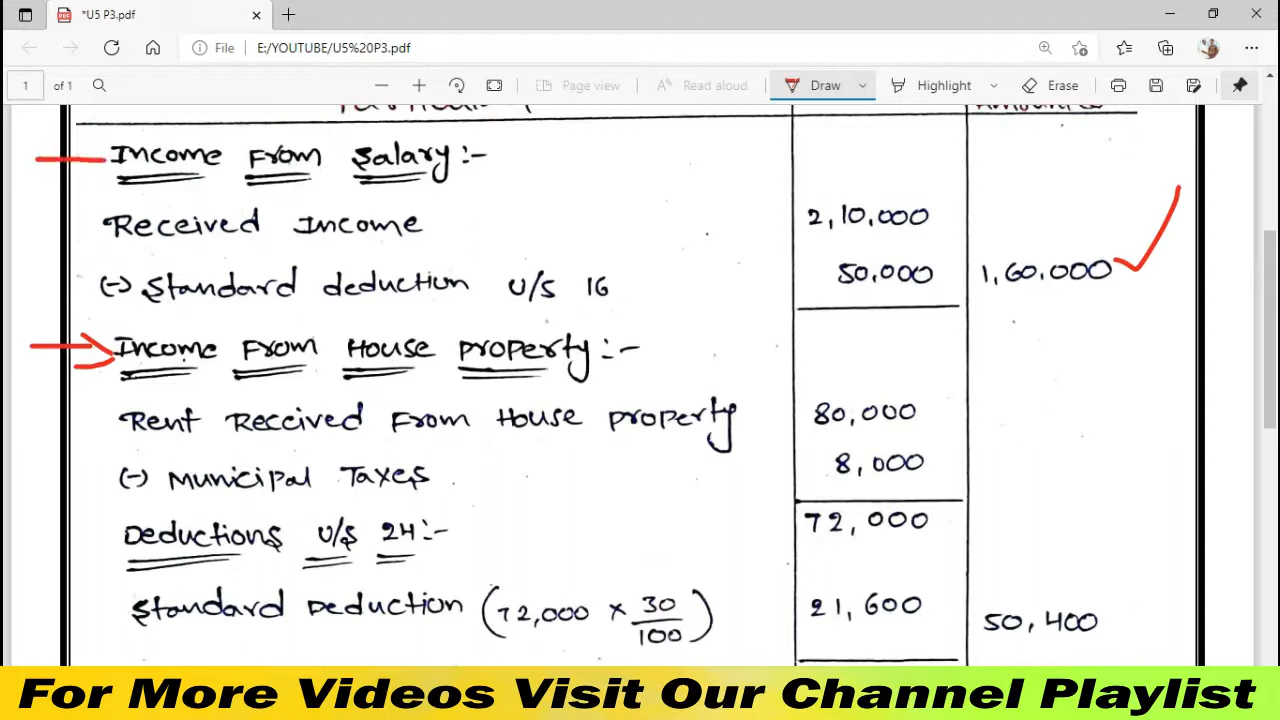 *U5 P3.pdf
File E:/YOUTUBE/U5%20P3.pdf
1 of 1 Page view Read aloud Draw Highlight Erase
Income From Salary :-
Received Income 2,10,000
(-) Standard deduction U/S 16 50,000 1,60,000
Income From House property :-
Rent Received From House property 80,000
(-) Municipal Taxes 8,000
72,000
Deductions U/S 24 :-
Standard Deduction (72,000 × 30/100) 21,600 50,400
For More Videos Visit Our Channel Playlist